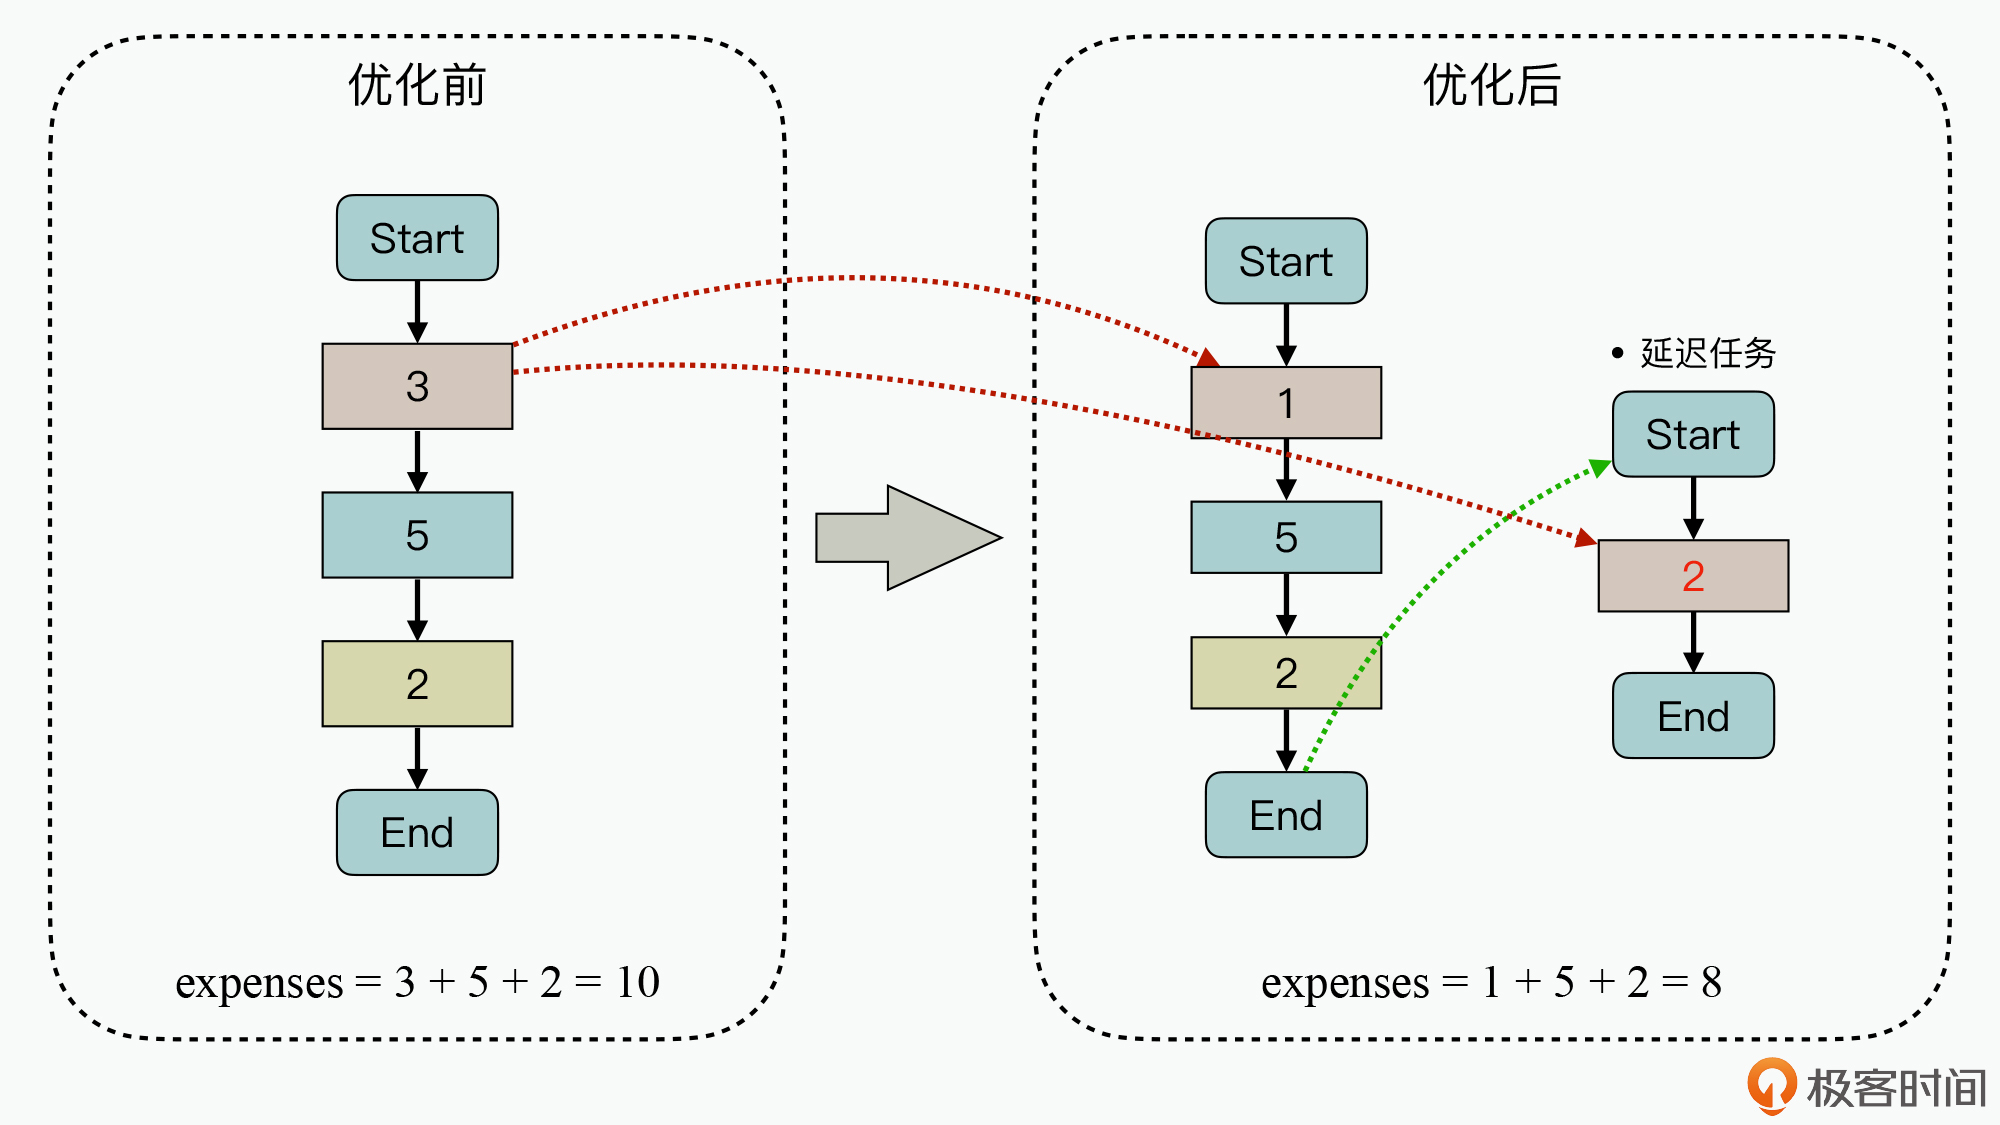 优化前
Start
3
5
2
End
expenses = 3 + 5 + 2 = 10
优化后
Start
1
5
2
End
• 延迟任务
Start
2
End
expenses = 1 + 5 + 2 = 8
极客时间